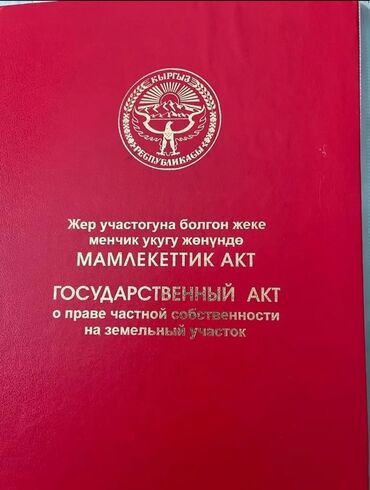 КЫРГЫЗ
РЕСПУБЛИКАСЫ
Жер участогуна болгон жеке
менчик укугу жөнүндө
МАМЛЕКЕТТИК АКТ
ГОСУДАРСТВЕННЫЙ АКТ
о праве частной собственности
на земельный участок